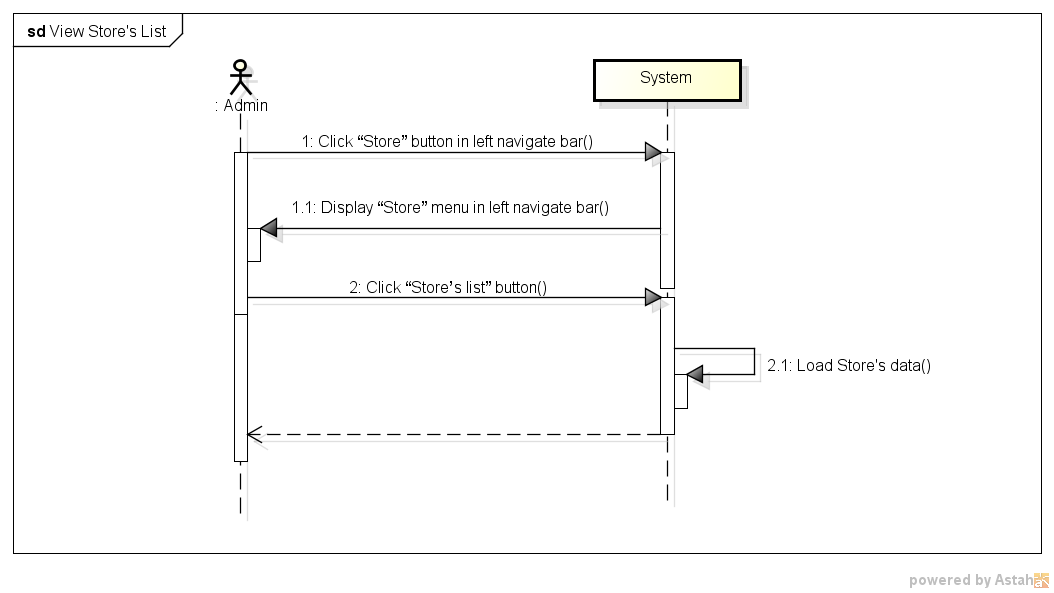 sd View Store's List
: Admin
System
1: Click “Store” button in left navigate bar()
1.1: Display “Store” menu in left navigate bar()
2: Click “Store’s list” button()
2.1: Load Store's data()
powered by Astah